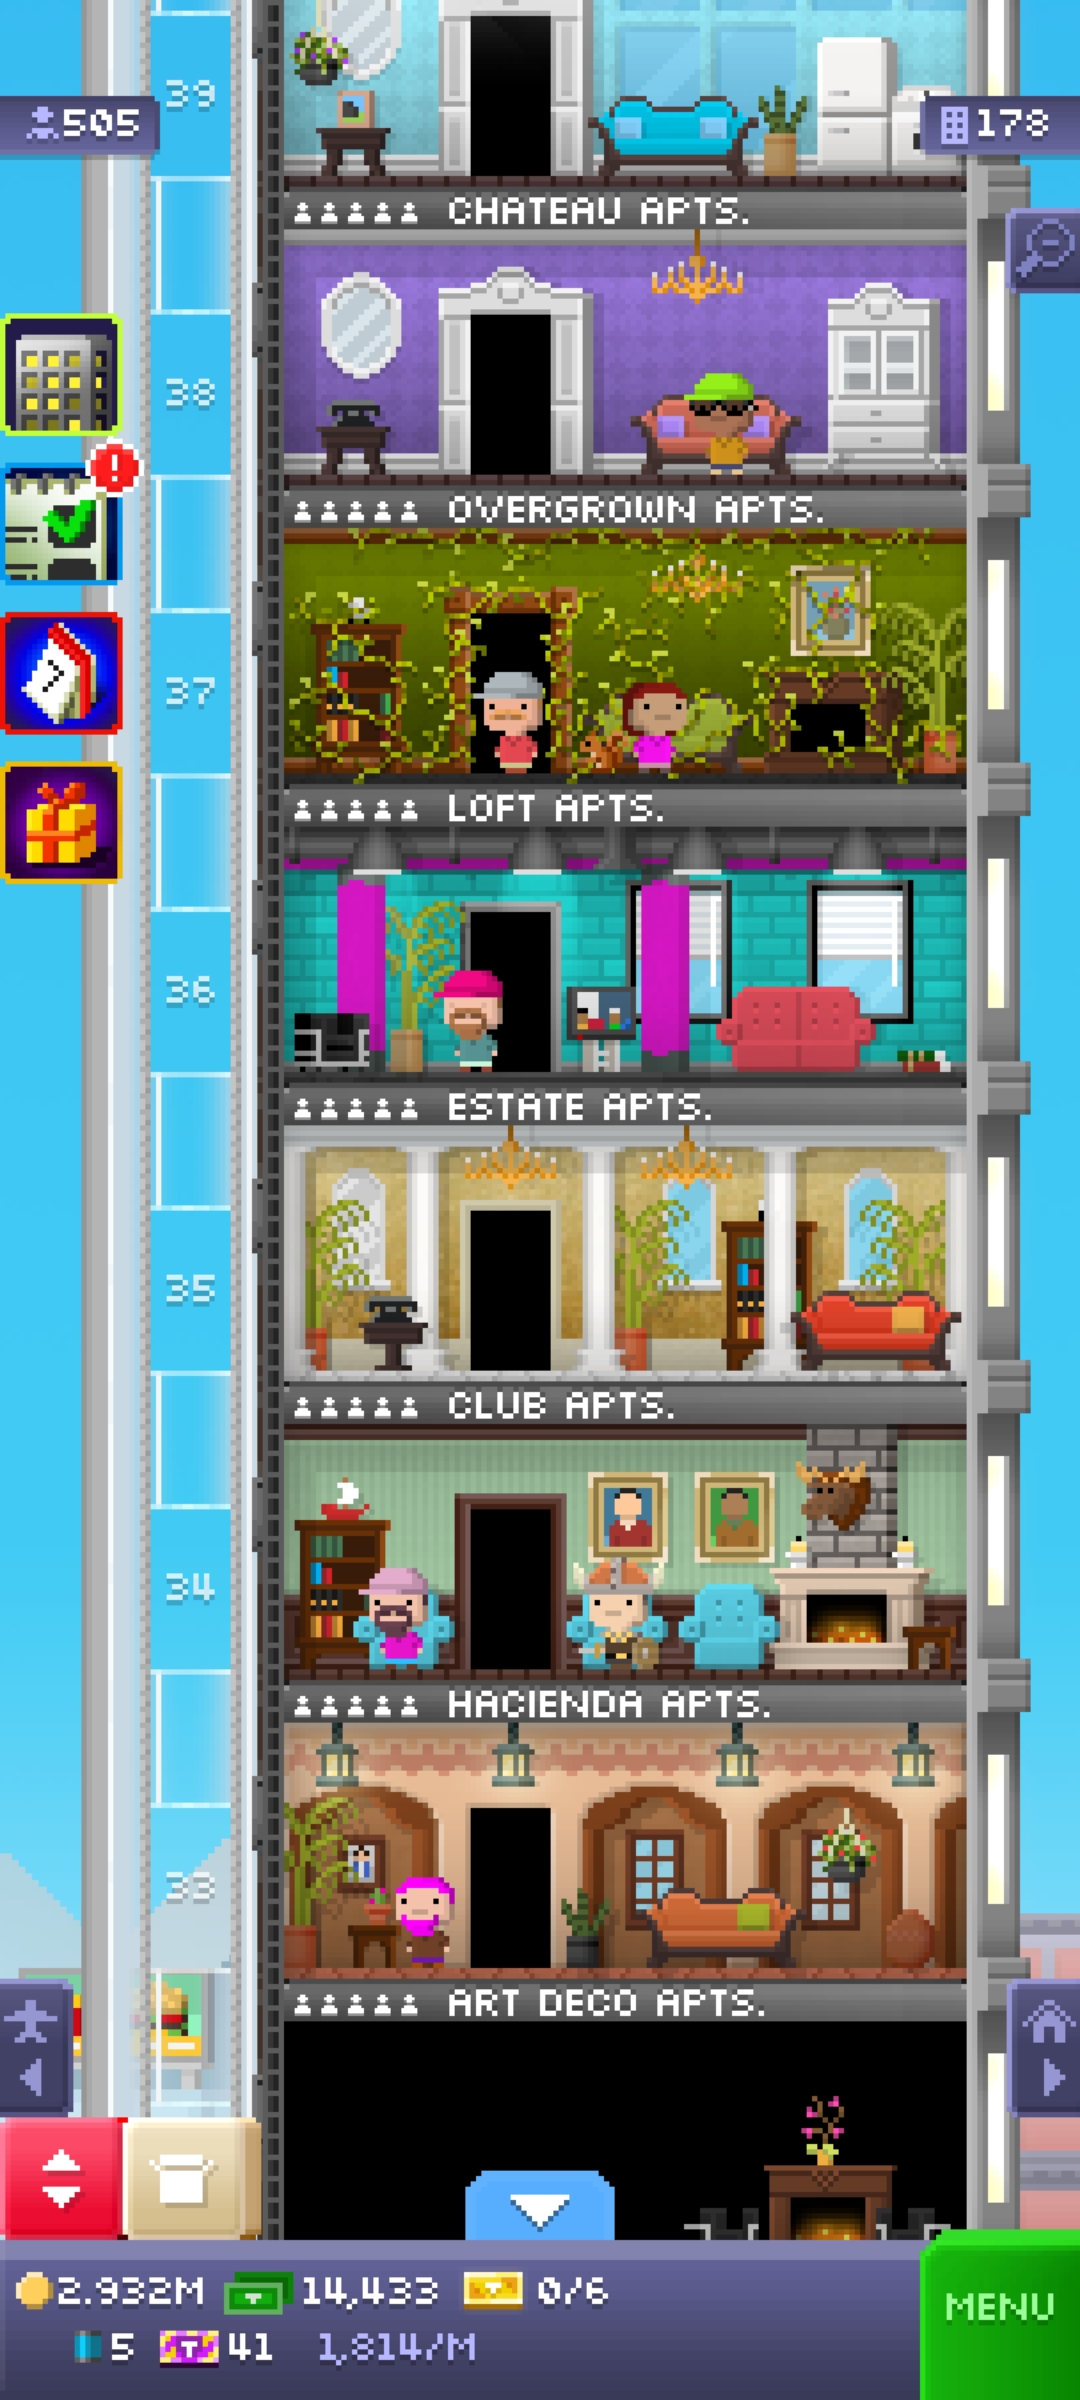 39
505
178
CHATEAU APTS.
38
OVERGROWN APTS.
37
LOFT APTS.
36
ESTATE APTS.
35
CLUB APTS.
34
HACIENDA APTS.
33
ART DECO APTS.
2.932M 14,433 0/6
5 T 41 1,814/M
MENU